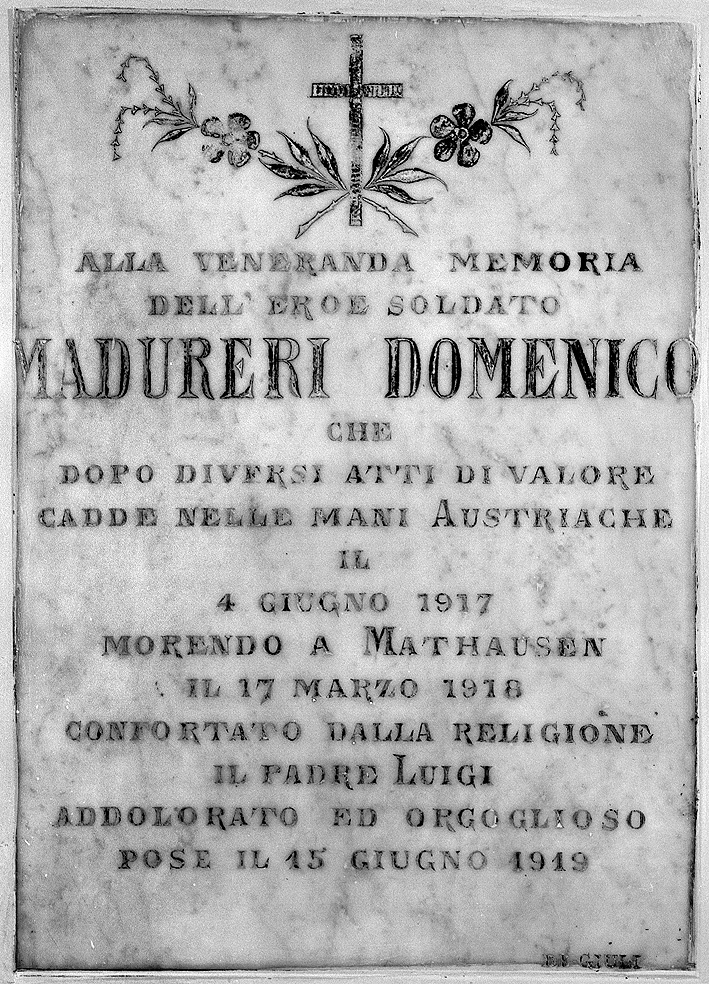 ALLA VENERANDA MEMORIA
DELL' EROE SOLDATO
MADURERI DOMENICO
CHE
DOPO DIVERSI ATTI DI VALORE
CADDE NELLE MANI AUSTRIACHE
IL
4 GIUGNO 1917
MORENDO A MATHAUSEN
IL 17 MARZO 1918
CONFORTATO DALLA RELIGIONE
IL PADRE LUIGI
ADDOLORATO ED ORGOGLIOSO
POSE IL 15 GIUGNO 1919
DE GIULI